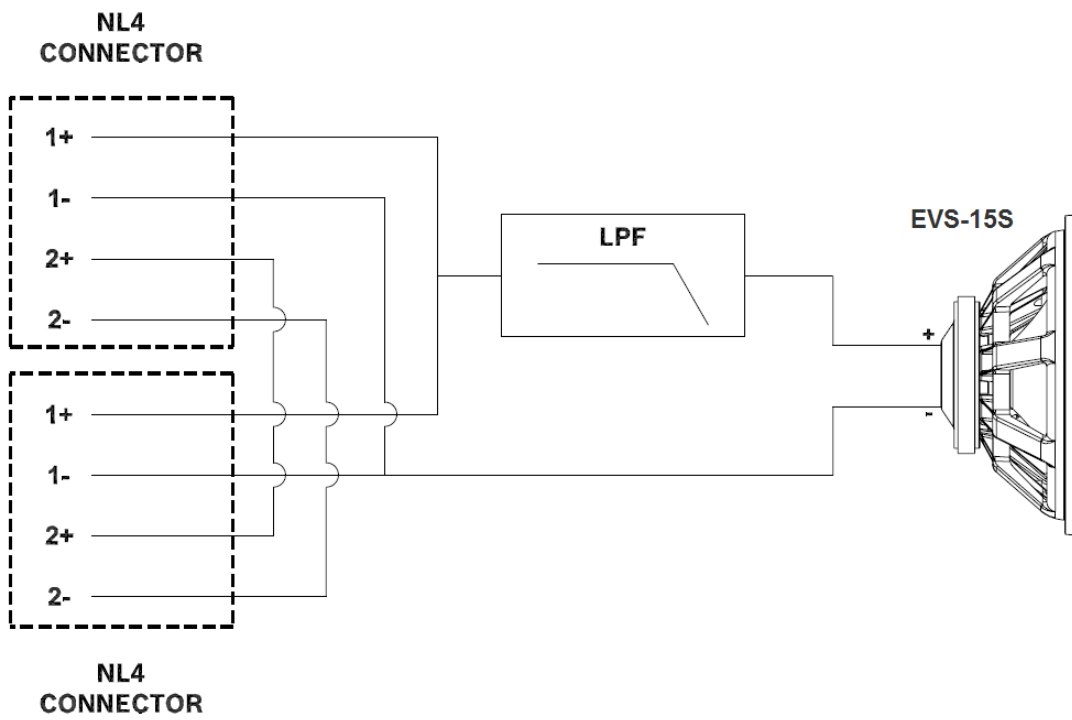 NL4
CONNECTOR
1+
1-
2+
2-
1+
1-
2+
2-
NL4
CONNECTOR
LPF
EVS-15S
+
-